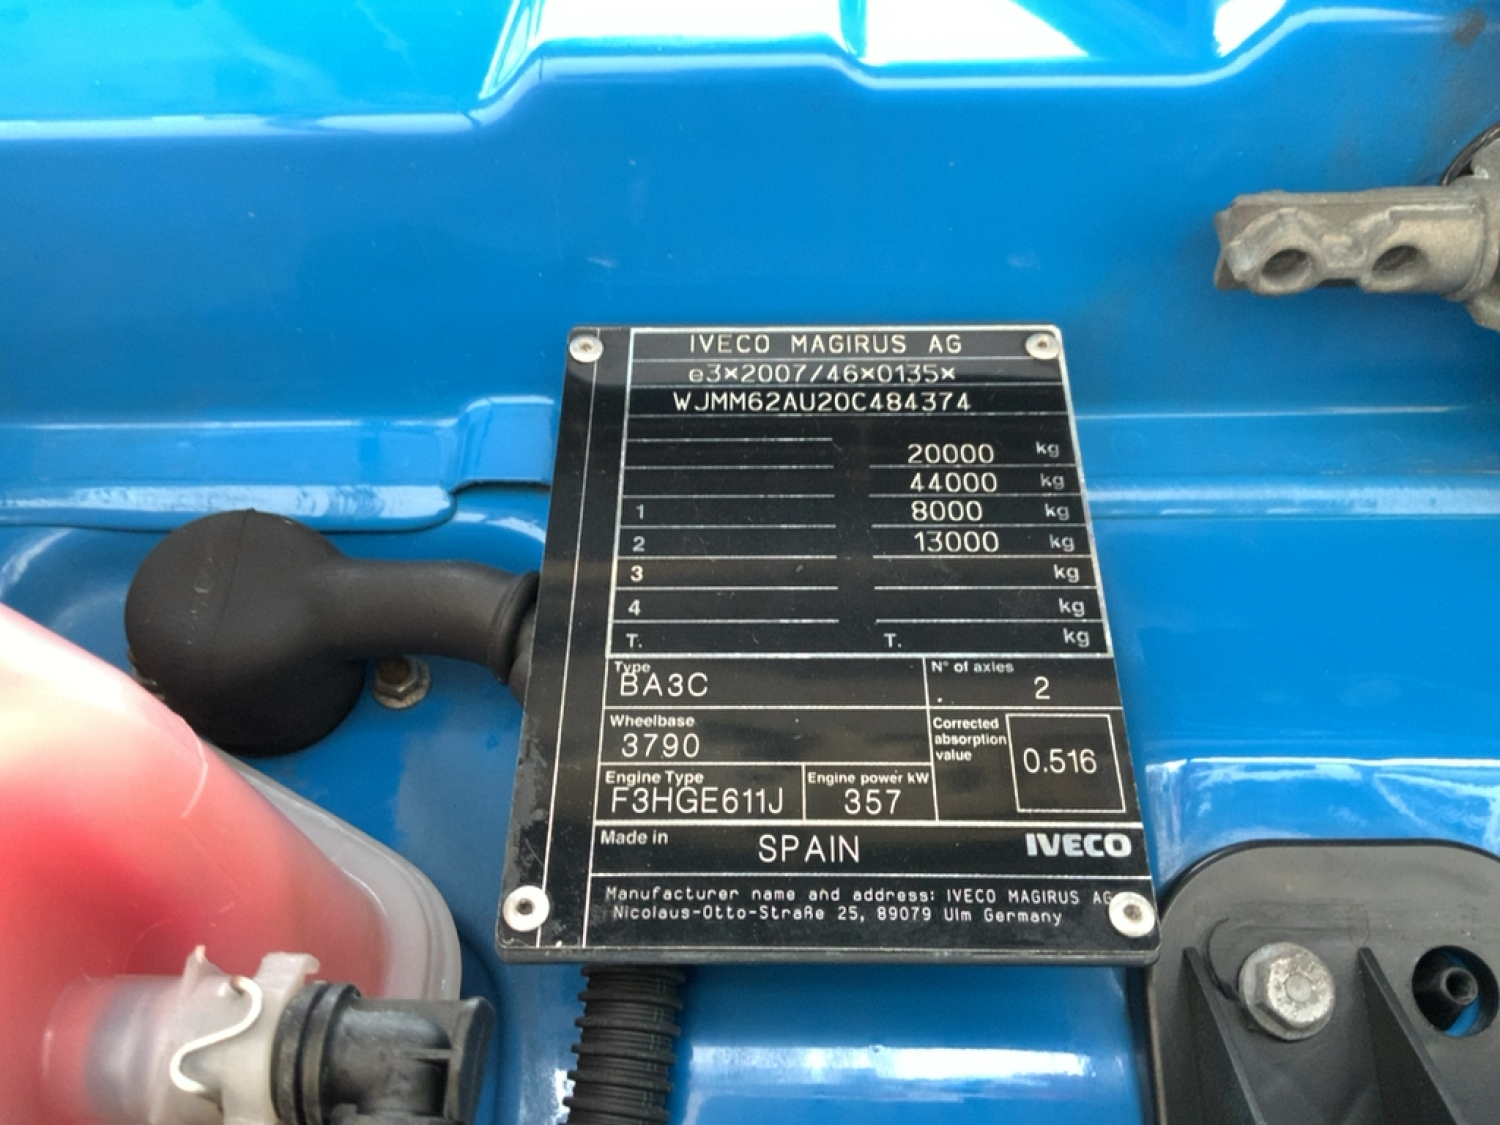 IVECO MAGIRUS AG
e3×2007/46×0135×
WJMM62AU20C484374
20000 kg
44000 kg
1 8000 kg
2 13000 kg
3 kg
4 kg
T. T. kg
Type
BA3C
N° of axles
2
Wheelbase
3790
Corrected
absorption
value
0.516
Engine Type
F3HGE611J
Engine power kW
357
Made in SPAIN IVECO
Manufacturer name and address: IVECO MAGIRUS AG
Nicolaus-Otto-Straße 25, 89079 Ulm Germany